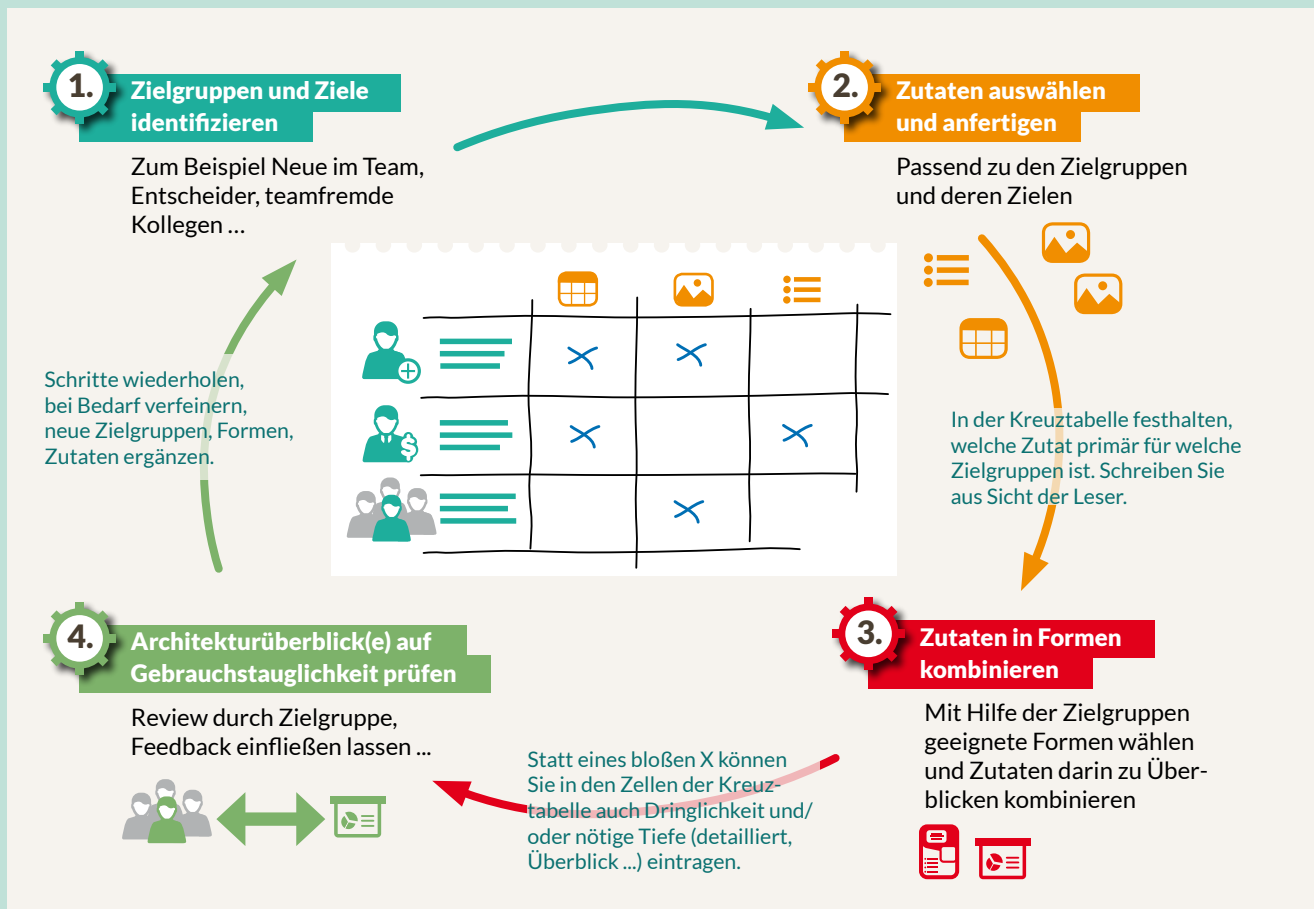 1.
Zielgruppen und Ziele
identifizieren
Zum Beispiel Neue im Team,
Entscheider, teamfremde
Kollegen ...
2.
Zutaten auswählen
und anfertigen
Passend zu den Zielgruppen
und deren Zielen
In der Kreuztabelle festhalten,
welche Zutat primär für welche
Zielgruppen ist. Schreiben Sie
aus Sicht der Leser.
3.
Zutaten in Formen
kombinieren
Mit Hilfe der Zielgruppen
geeignete Formen wählen
und Zutaten darin zu Über-
blicken kombinieren
Statt eines bloßen X können
Sie in den Zellen der Kreuz-
tabelle auch Dringlichkeit und/
oder nötige Tiefe (detailliert,
Überblick ...) eintragen.
4.
Architekturüberblick(e) auf
Gebrauchstauglichkeit prüfen
Review durch Zielgruppe,
Feedback einfließen lassen ...
Schritte wiederholen,
bei Bedarf verfeinern,
neue Zielgruppen, Formen,
Zutaten ergänzen.
X X
X X
X
$